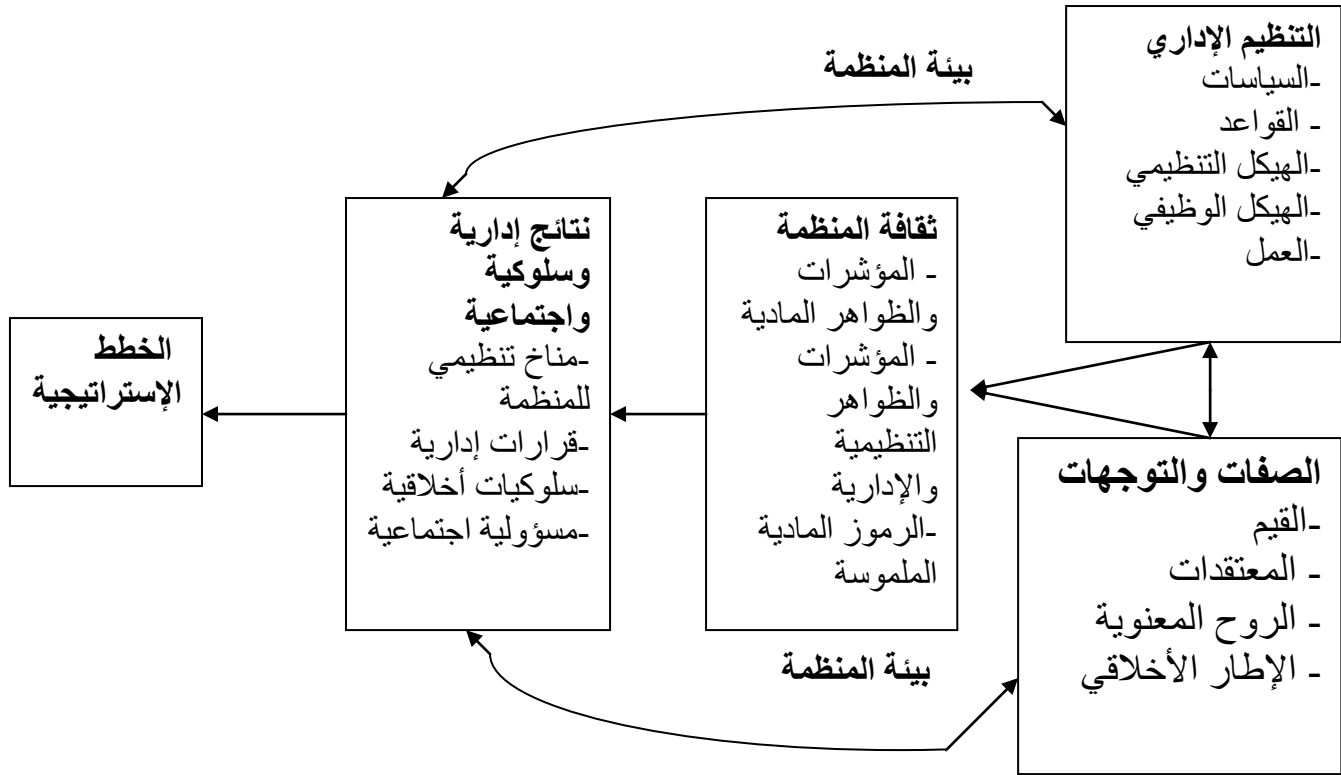 التنظيم الإداري
-السياسات
- القواعد
-الهيكل التنظيمي
-الهيكل الوظيفي
-العمل
بيئة المنظمة
الصفات والتوجهات
-القيم
- المعتقدات
- الروح المعنوية
- الإطار الأخلاقي
ثقافة المنظمة
- المؤشرات
والظواهر المادية
- المؤشرات
والظواهر
التنظيمية
والإدارية
-الرموز المادية
الملموسة
نتائج إدارية
وسلوكية
واجتماعية
-مناخ تنظيمي
للمنظمة
-قرارات إدارية
-سلوكيات أخلاقية
-مسؤولية اجتماعية
الخطط
الإستراتيجية
بيئة المنظمة